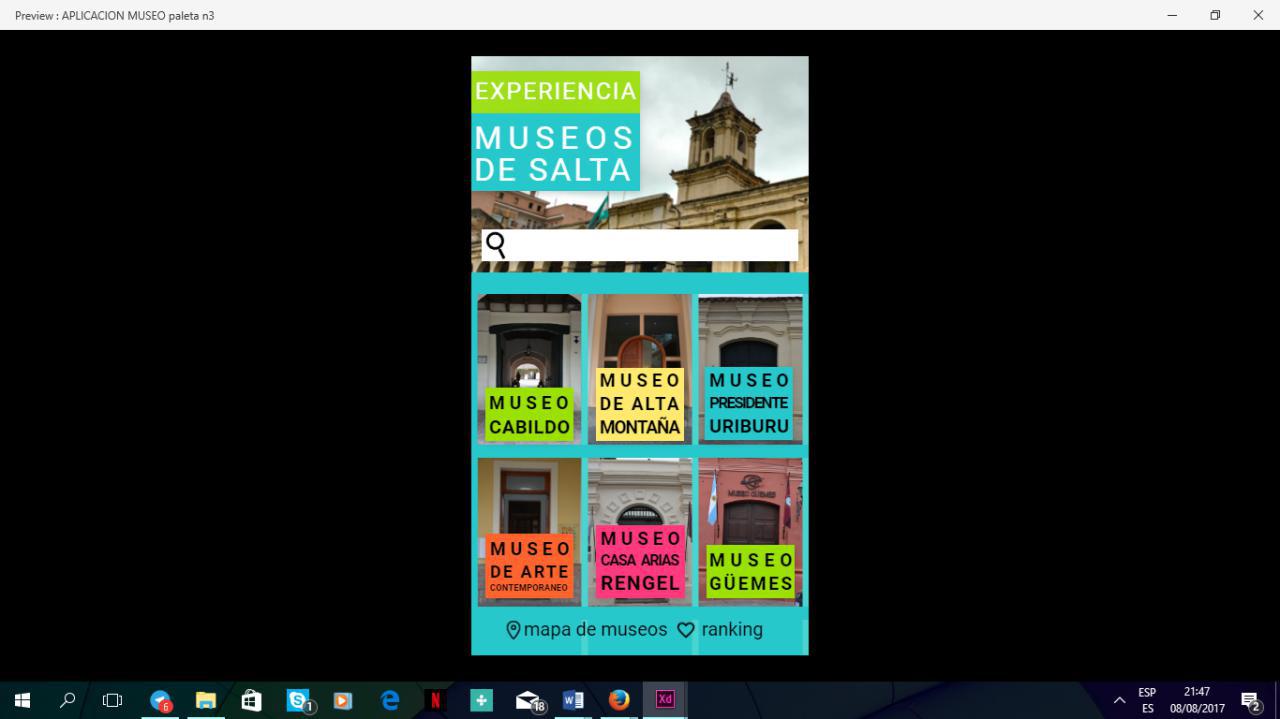 Preview : APLICACION MUSEO paleta n3
EXPERIENCIA
MUSEOS
DE SALTA
MUSEO
CABILDO
MUSEO
DE ALTA
MONTAÑA
MUSEO
PRESIDENTE
URIBURU
MUSEO
DE ARTE
CONTEMPORANEO
MUSEO
CASA ARIAS
RENGEL
MUSEO GÜEMES
MUSEO
GÜEMES
mapa de museos ranking
6
1
N
18
W
Xd
ESP
ES
21:47
08/08/2017
2